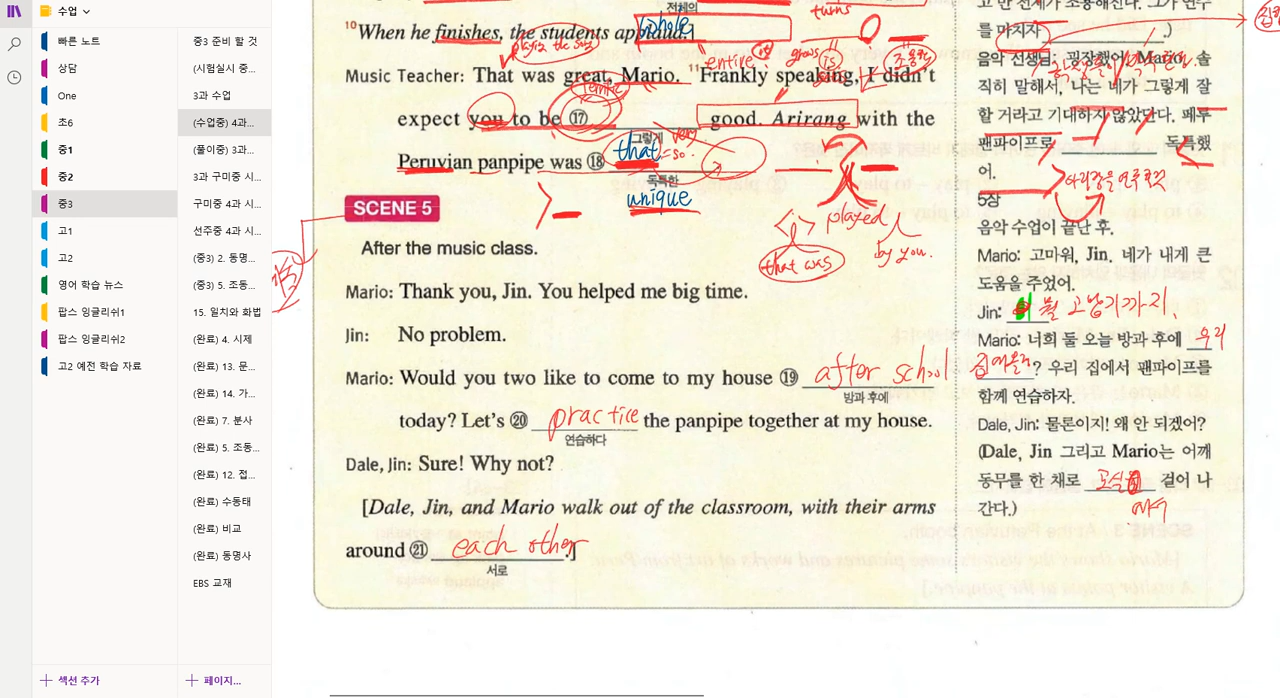 수업
빠른 노트
상담
One
초6
중1
중2
중3
고1
고2
영어 학습 뉴스
팝스 잉글리쉬1
팝스 잉글리쉬2
고2 예전 학습 자료
섹션 추가
중3 준비 할 것
(시험실시 중...
3과 수업
(수업중) 4과...
(풀이중) 3과...
3과 구미중 시...
구미중 4과 시...
선주중 4과 시...
(중3) 2. 동명...
(중3) 5. 조동...
15. 일치와 화법
(완료) 4. 시제
(완료) 13. 문...
(완료) 14. 가...
(완료) 7. 분사
(완료) 5. 조동...
(완료) 12. 접...
(완료) 수동태
(완료) 비교
(완료) 동명사
EBS 교재
페이지...
전체의
turns
10 When he finishes, the students applaud.
whole
entire
grows
is
Music Teacher: That was great, Mario. 11 Frankly speaking, I didn't
expect you to be ⑰ good. Arirang with the
그렇게
very
that
=so.
Peruvian panpipe was ⑱
독특한
unique
played
that was
by you.
SCENE 5
After the music class.
Mario: Thank you, Jin. You helped me big time.
Jin: No problem.
Mario: Would you two like to come to my house ⑲ after school
방과 후에
today? Let's ⑳ practice the panpipe together at my house.
연습하다
Dale, Jin: Sure! Why not?
[Dale, Jin, and Mario walk out of the classroom, with their arms
around ㉑ each other.]
서로
를 마치자 .)
음악 선생님: 굉장했어, Mario. 솔
직히 말해서, 나는 네가 그렇게 잘
할 거라고 기대하지 않았단다. 페루
팬파이프로 독특했
어.
5장
음악 수업이 끝난 후.
Mario: 고마워, Jin. 네가 내게 큰
도움을 주었어.
Jin: 뭘 고맙기까지.
Mario: 너희 둘 오늘 방과 후에 우리
집에올래? 우리 집에서 팬파이프를
함께 연습하자.
Dale, Jin: 물론이지! 왜 안 되겠어?
(Dale, Jin 그리고 Mario는 어깨
동무를 한 채로 교실을 걸어 나
간다.)